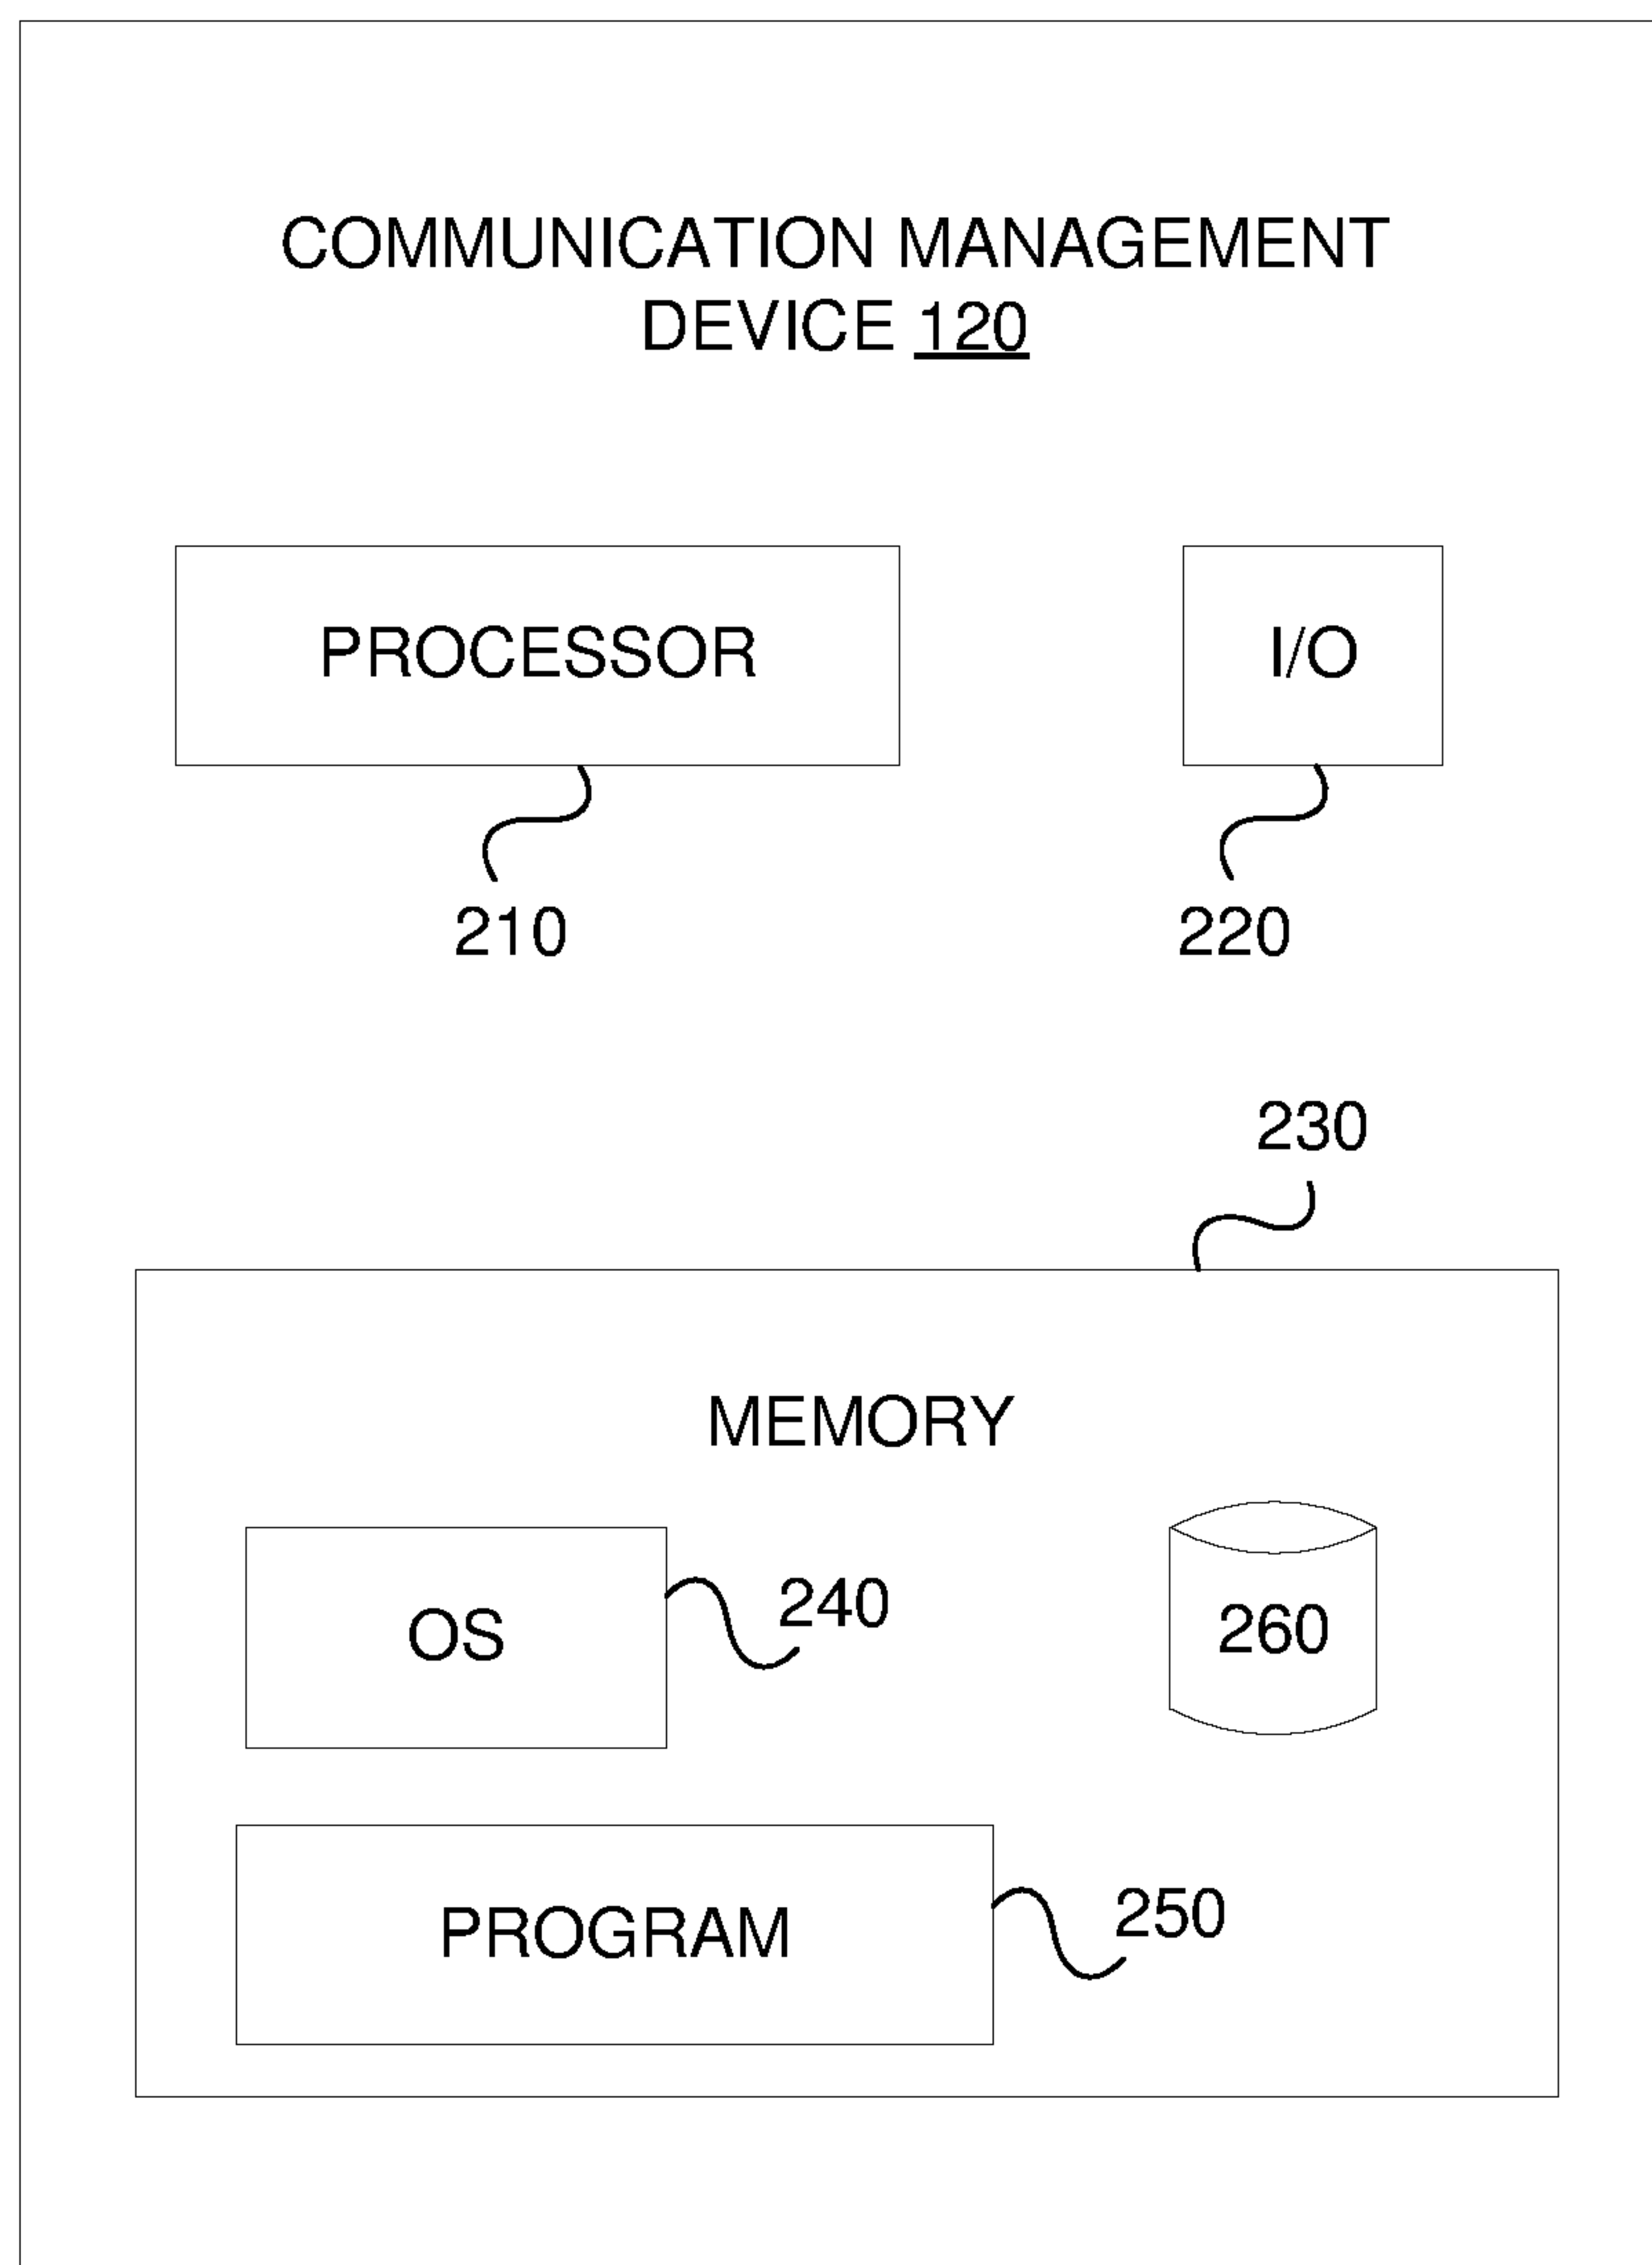 COMMUNICATION MANAGEMENT
DEVICE 120
PROCESSOR
I/O
210
220
230
MEMORY
OS
240
260
PROGRAM
250